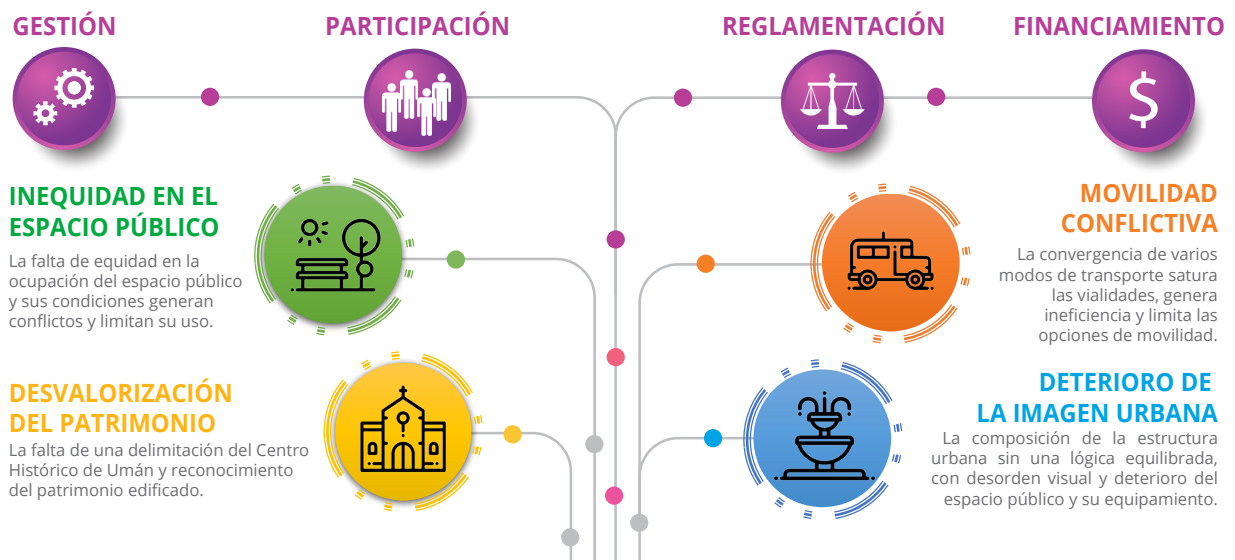 GESTIÓN
PARTICIPACIÓN
REGLAMENTACIÓN
FINANCIAMIENTO
$
INEQUIDAD EN EL
ESPACIO PÚBLICO
La falta de equidad en la
ocupación del espacio público
y sus condiciones generan
conflictos y limitan su uso.
MOVILIDAD
CONFLICTIVA
La convergencia de varios
modos de transporte satura
las vialidades, genera
ineficiencia y limita las
opciones de movilidad.
DESVALORIZACIÓN
DEL PATRIMONIO
La falta de una delimitación del Centro
Histórico de Umán y reconocimiento
del patrimonio edificado.
DETERIORO DE
LA IMAGEN URBANA
La composición de la estructura
urbana sin una lógica equilibrada,
con desorden visual y deterioro del
espacio público y su equipamiento.